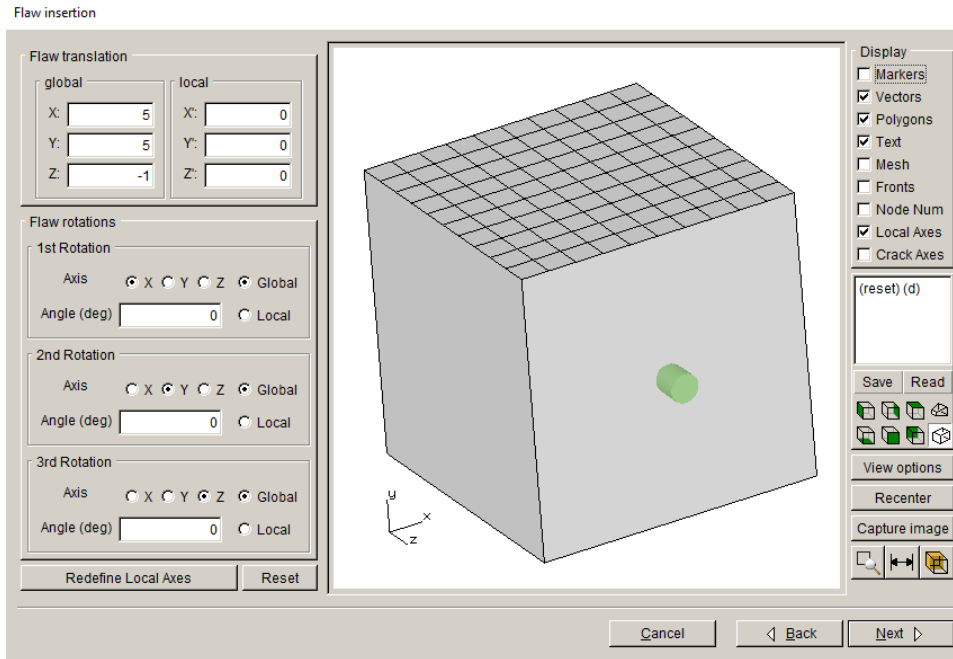 Flaw insertion
Flaw translation
global
X: 5
Y: 5
Z: -1
local
X': 0
Y': 0
Z': 0
Flaw rotations
1st Rotation
Axis X Y Z Global
Angle (deg) 0 Local
2nd Rotation
Axis X Y Z Global
Angle (deg) 0 Local
3rd Rotation
Axis X Y Z Global
Angle (deg) 0 Local
Redefine Local Axes Reset
y
x
z
Display
Markers
Vectors
Polygons
Text
Mesh
Fronts
Node Num
Local Axes
Crack Axes
(reset) (d)
Save Read
View options
Recenter
Capture image
Cancel Back Next